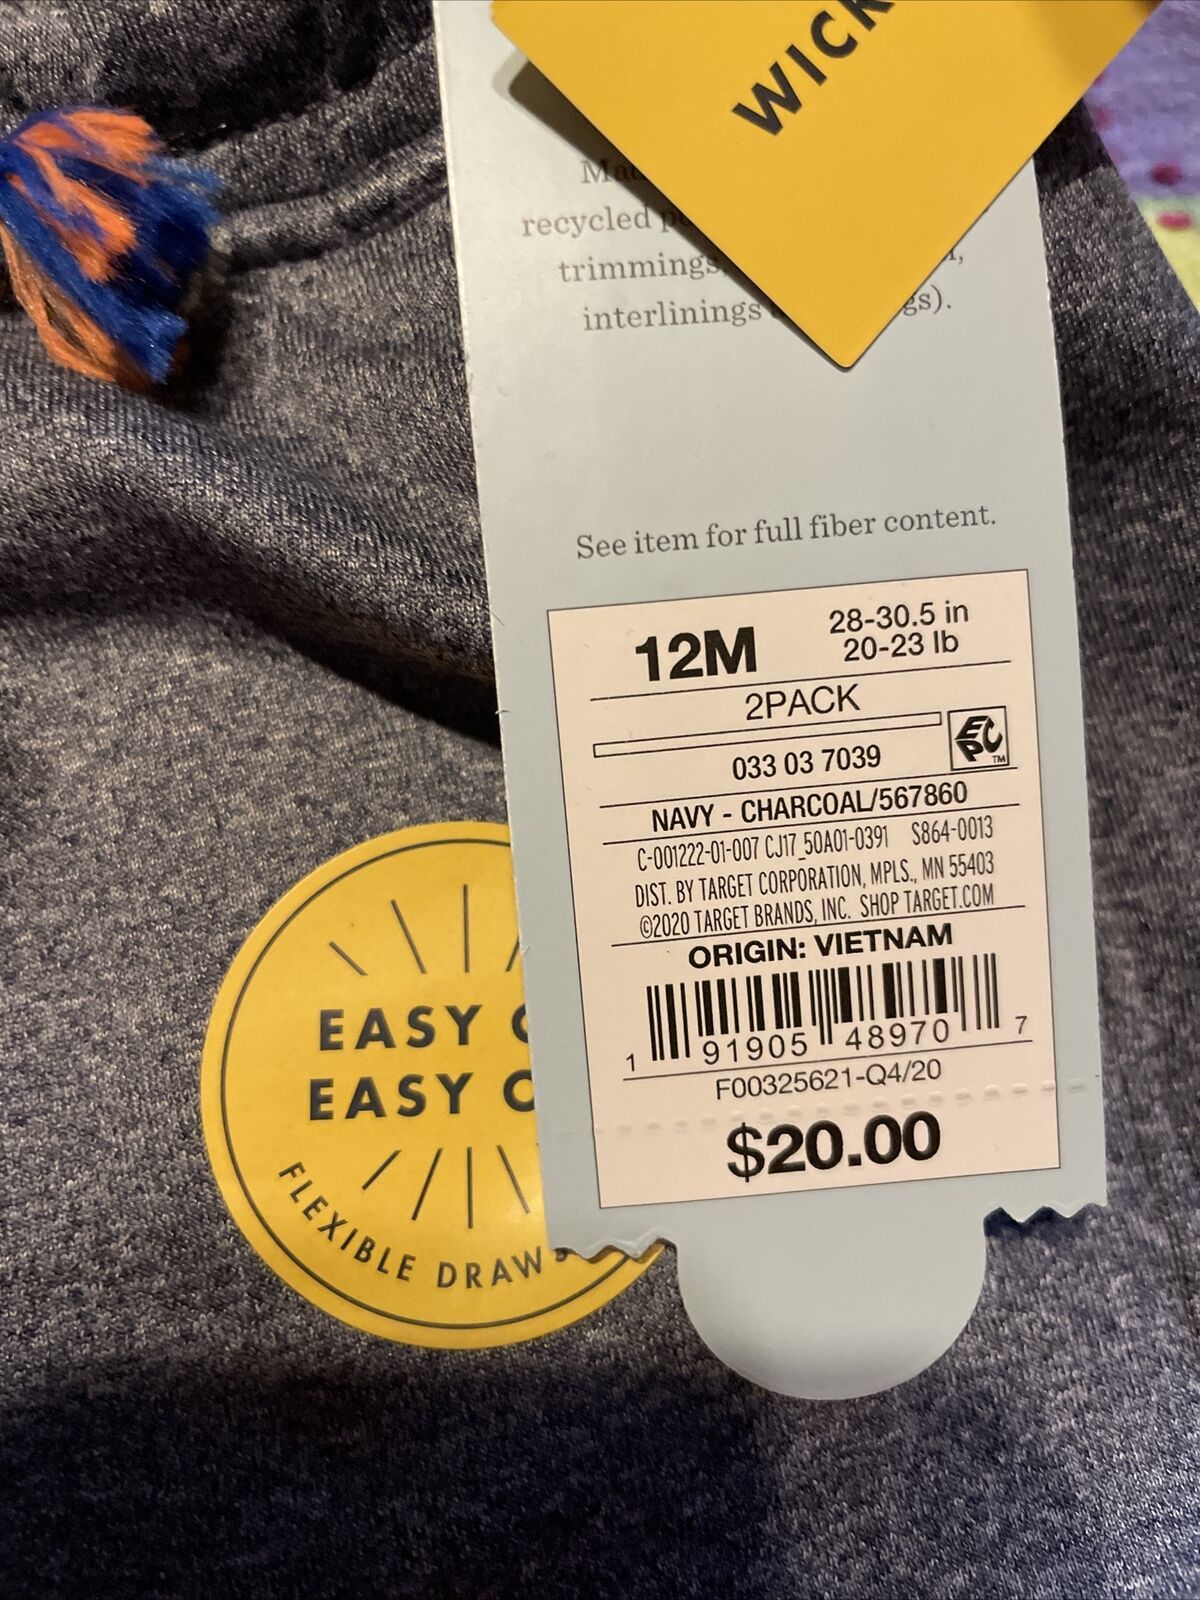 WICK
recycled
trimmings,
interlinings
See item for full fiber content.
12M
28-30.5 in
20-23 lb
2PACK
EPC TM
033 03 7039
NAVY - CHARCOAL/567860
C-001222-01-007 CJ17_50A01-0391 S864-0013
DIST. BY TARGET CORPORATION, MPLS., MN 55403
©2020 TARGET BRANDS, INC. SHOP TARGET.COM
ORIGIN: VIETNAM
1 91905 48970 7
F00325621-Q4/20
$20.00
EASY
EASY
FLEXIBLE DRAW